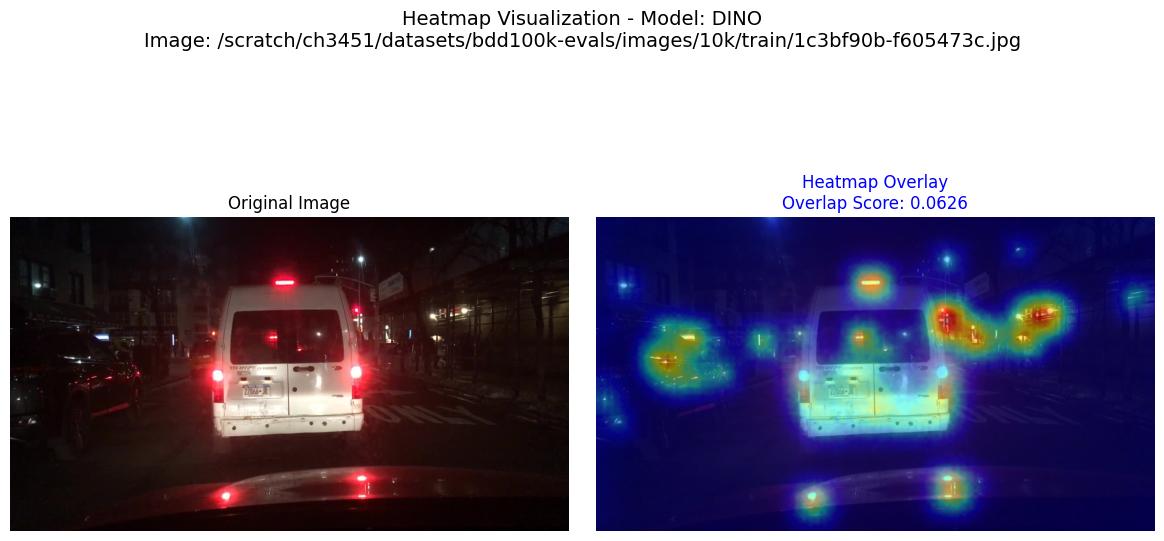 Heatmap Visualization - Model: DINO
Image: /scratch/ch3451/datasets/bdd100k-evals/images/10k/train/1c3bf90b-f605473c.jpg
Original Image
Heatmap Overlay
Overlap Score: 0.0626
ONLY